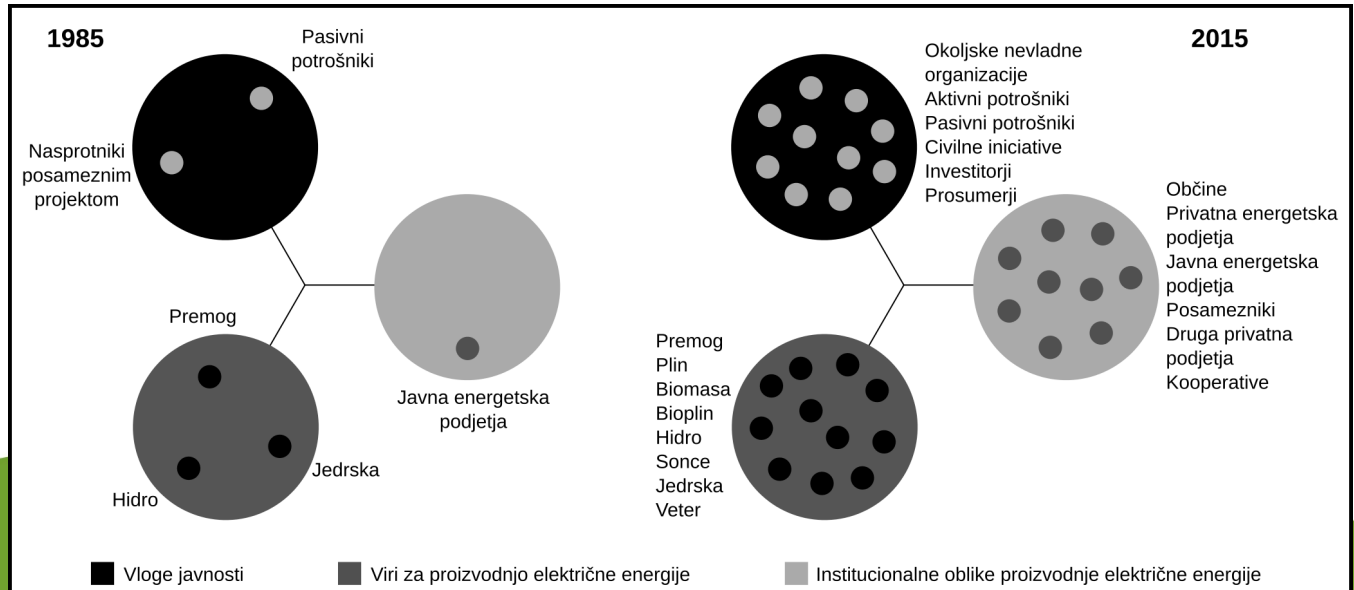 1985
Pasivni
potrošniki
Nasprotniki
posameznim
projektom
Premog
Hidro
Jedrska
Javna energetska
podjetja
2015
Okoljske nevladne
organizacije
Aktivni potrošniki
Pasivni potrošniki
Civilne iniciative
Investitorji
Prosumerji
Občine
Privatna energetska
podjetja
Javna energetska
podjetja
Posamezniki
Druga privatna
podjetja
Kooperative
Premog
Plin
Biomasa
Bioplin
Hidro
Sonce
Jedrska
Veter
Vloge javnosti
Viri za proizvodnjo električne energije
Institucionalne oblike proizvodnje električne energije